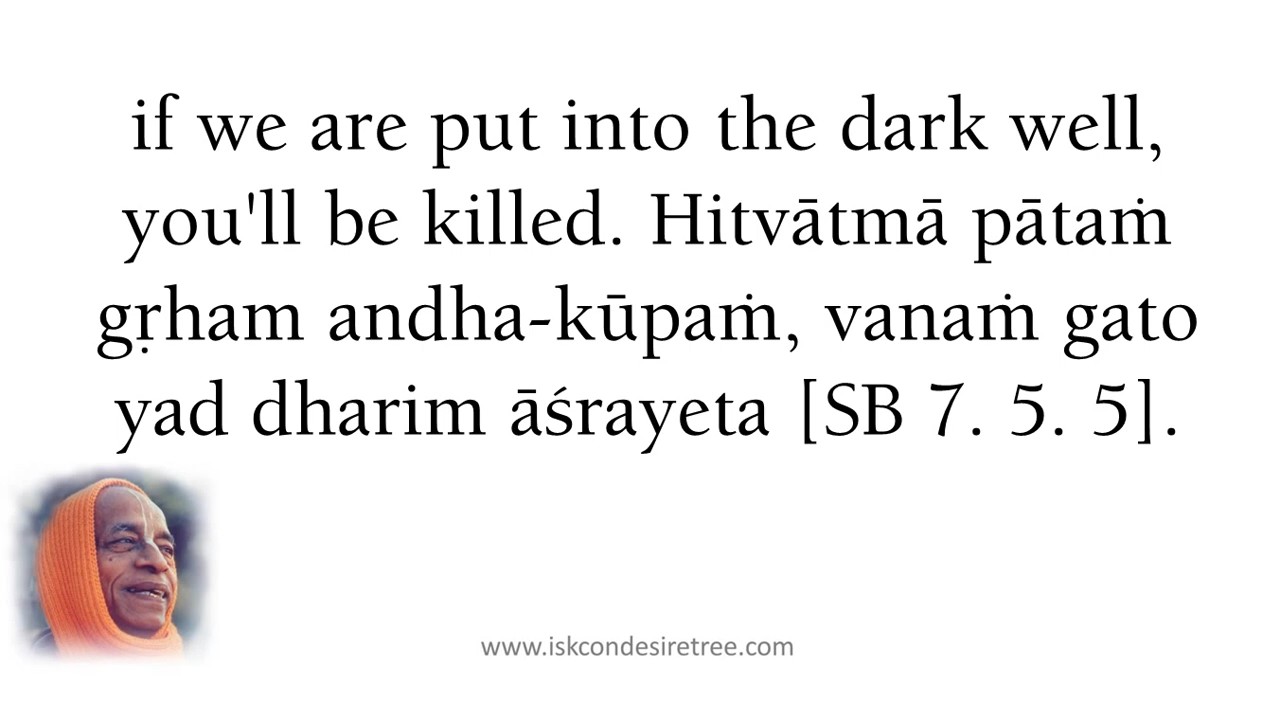 if we are put into the dark well,
you'll be killed. Hitvātmā pātaṁ
gṛham andha-kūpaṁ, vanaṁ gato
yad dharim āśrayeta [SB 7. 5. 5].
www.iskcondesiretree.com